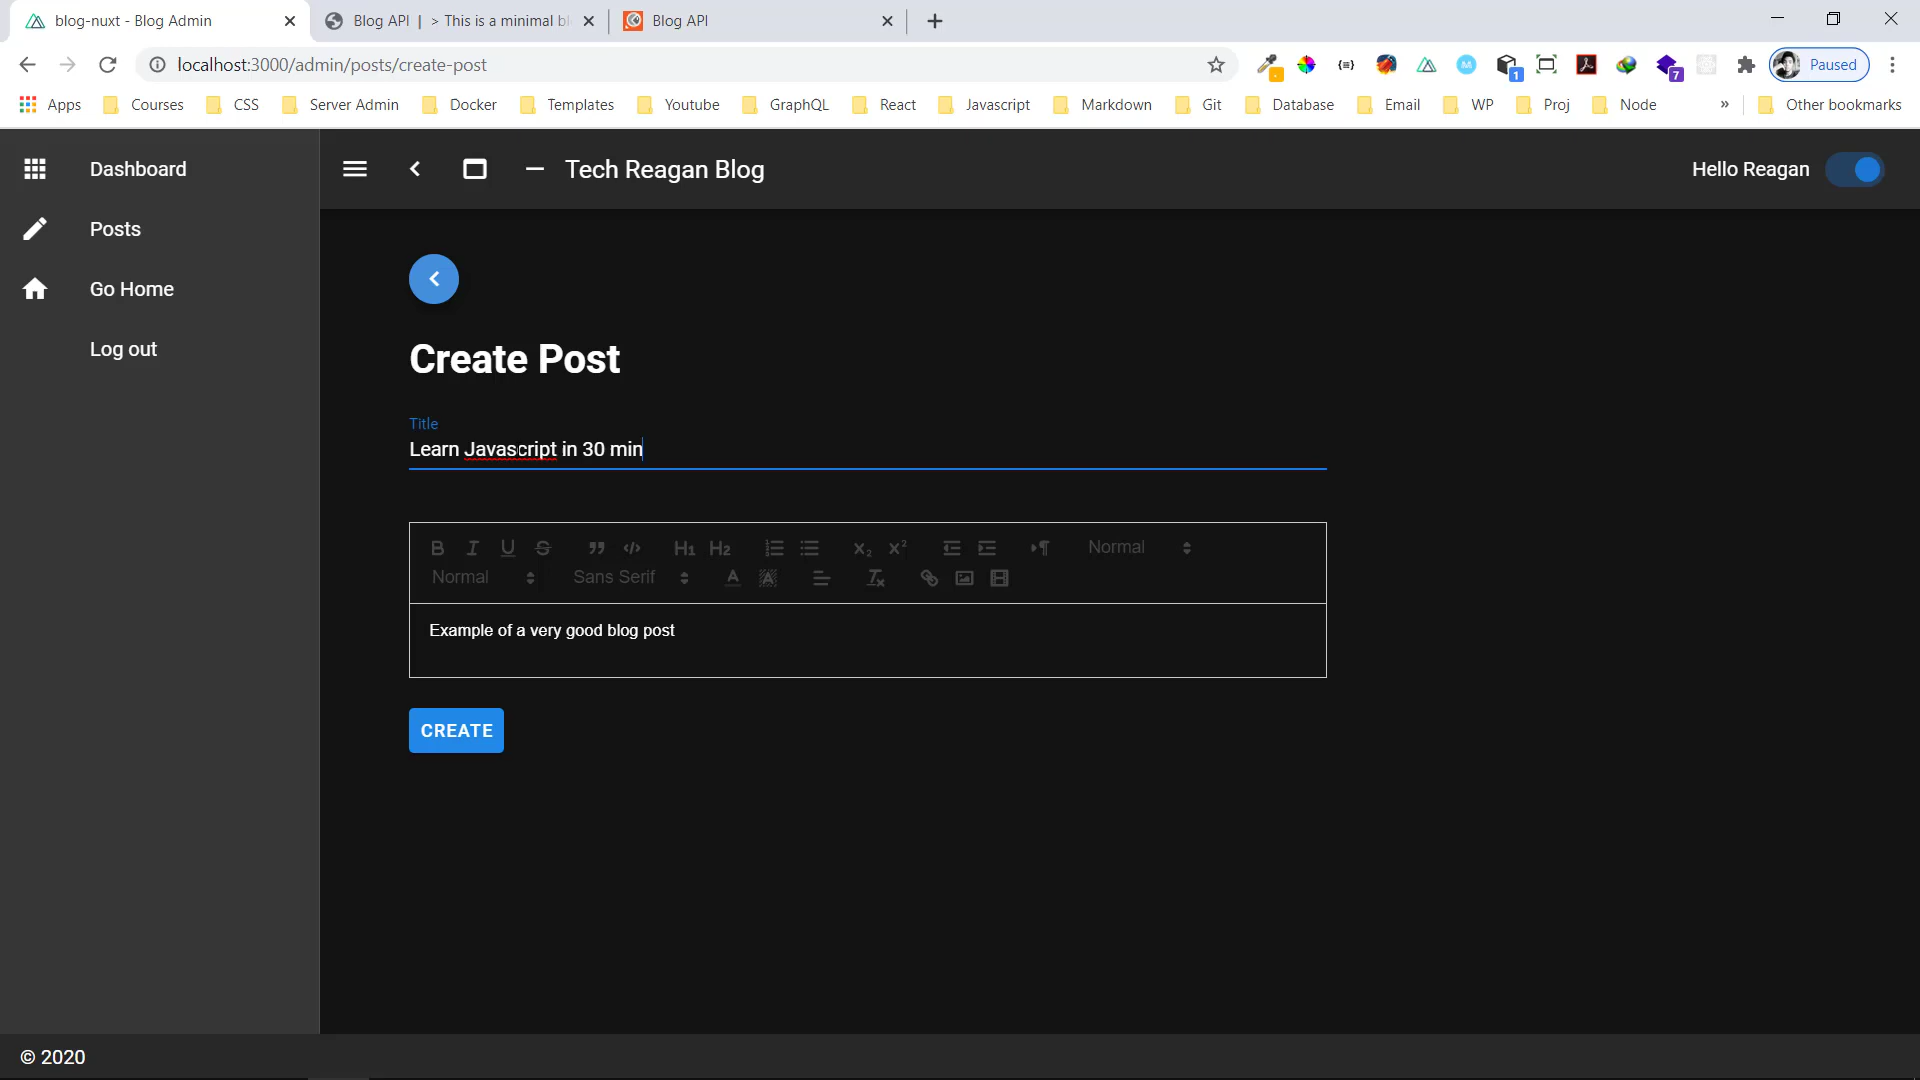 blog-nuxt - Blog Admin
Blog API | > This is a minimal bl
Blog API
localhost:3000/admin/posts/create-post
1
7
Paused
Apps
Courses
CSS
Server Admin
Docker
Templates
Youtube
GraphQL
React
Javascript
Markdown
Git
Database
Email
WP
Proj
Node
»
Other bookmarks
Dashboard
Posts
Go Home
Log out
Tech Reagan Blog
Hello Reagan
Create Post
Title
Learn Javascript in 30 min
Normal
Normal
Sans Serif
Example of a very good blog post
CREATE
© 2020